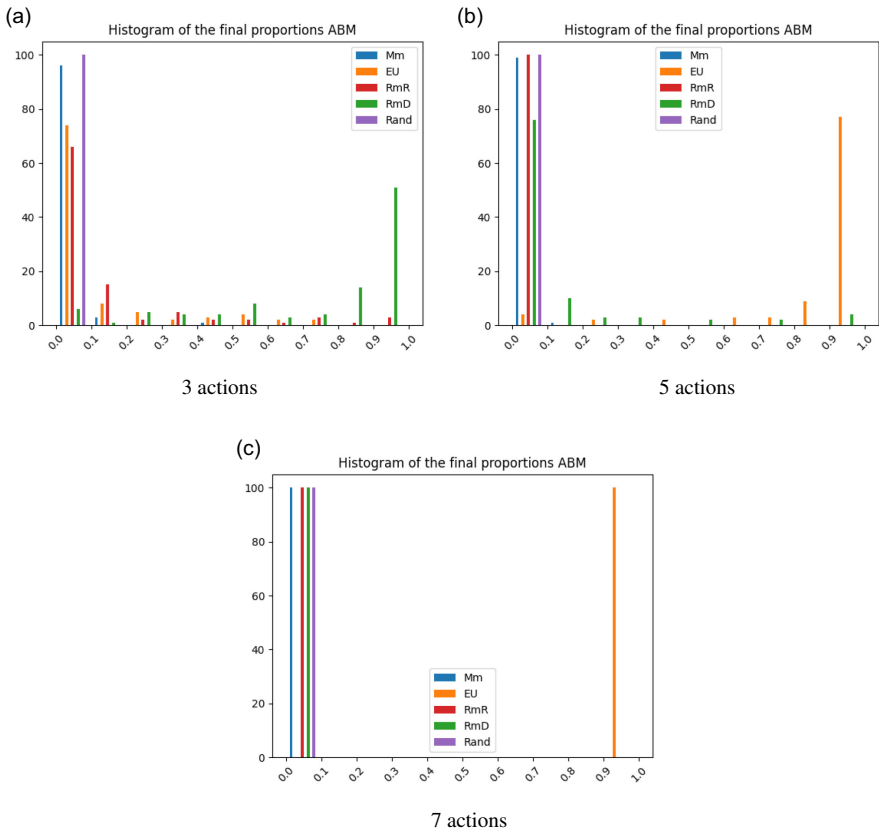 (a)
Histogram of the final proportions ABM
100
80
60
40
20
0
Mm
EU
RmR
RmD
Rand
0.0 0.1 0.2 0.3 0.4 0.5 0.6 0.7 0.8 0.9 1.0
3 actions
(b)
Histogram of the final proportions ABM
100
80
60
40
20
0
Mm
EU
RmR
RmD
Rand
0.0 0.1 0.2 0.3 0.4 0.5 0.6 0.7 0.8 0.9 1.0
5 actions
(c)
Histogram of the final proportions ABM
100
80
60
40
20
0
Mm
EU
RmR
RmD
Rand
0.0 0.1 0.2 0.3 0.4 0.5 0.6 0.7 0.8 0.9 1.0
7 actions